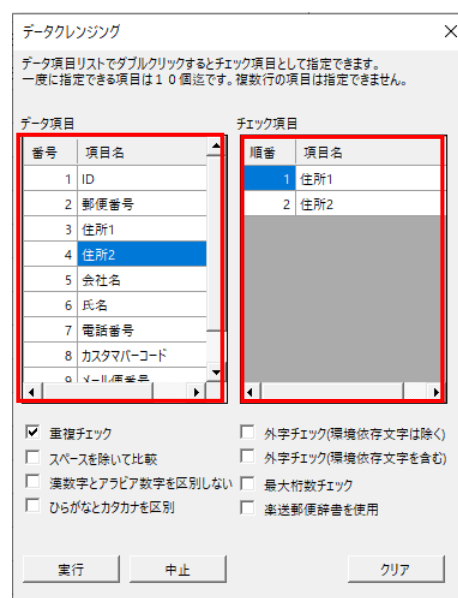 データクレンジング
データ項目リストでダブルクリックするとチェック項目として指定できます。
一度に指定できる項目は１０個迄です。複数行の項目は指定できません。
データ項目
番号 項目名
1 ID
2 郵便番号
3 住所1
4 住所2
5 会社名
6 氏名
7 電話番号
8 カスタマバーコード
9 メール便番号
チェック項目
順番 項目名
1 住所1
2 住所2
重複チェック
スペースを除いて比較
漢数字とアラビア数字を区別しない
ひらがなとカタカナを区別
外字チェック(環境依存文字は除く)
外字チェック(環境依存文字を含む)
最大桁数チェック
楽送郵便辞書を使用
実行
中止
クリア